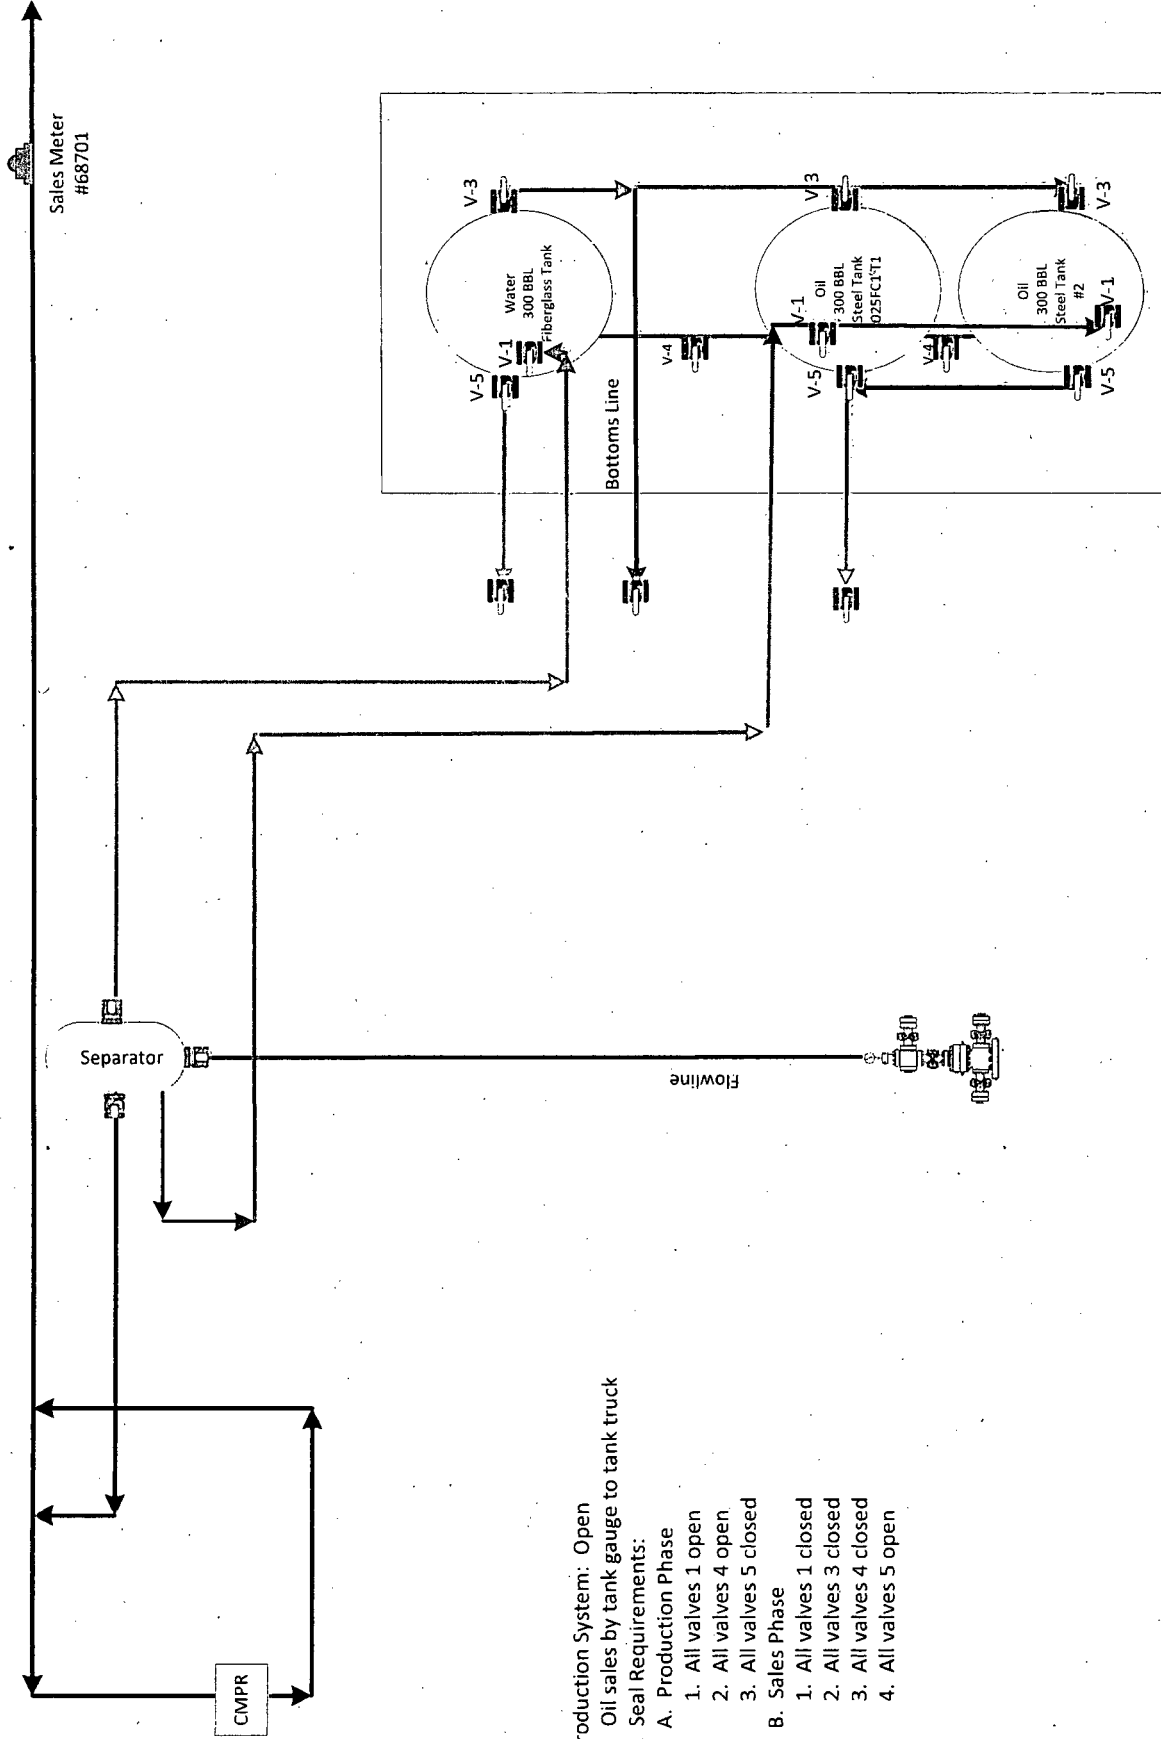 Sales Meter
#68701
V-3
V-3
V-3
Water
300 BBL
Fiberglass Tank
V-1
V-5
V-4
V-1
Oil
300 BBL
Steel Tank
025FC1'T1
V-5
V-4
Oil
300 BBL
Steel Tank
#2
V-1
V-5
Bottoms Line
Separator
Flowline
CMPR
roduction System: Open
Oil sales by tank gauge to tank truck
Seal Requirements:
A. Production Phase
1. All valves 1 open
2. All valves 4 open
3. All valves 5 closed
B. Sales Phase
1. All valves 1 closed
2. All valves 3 closed
3. All valves 4 closed
4. All valves 5 open